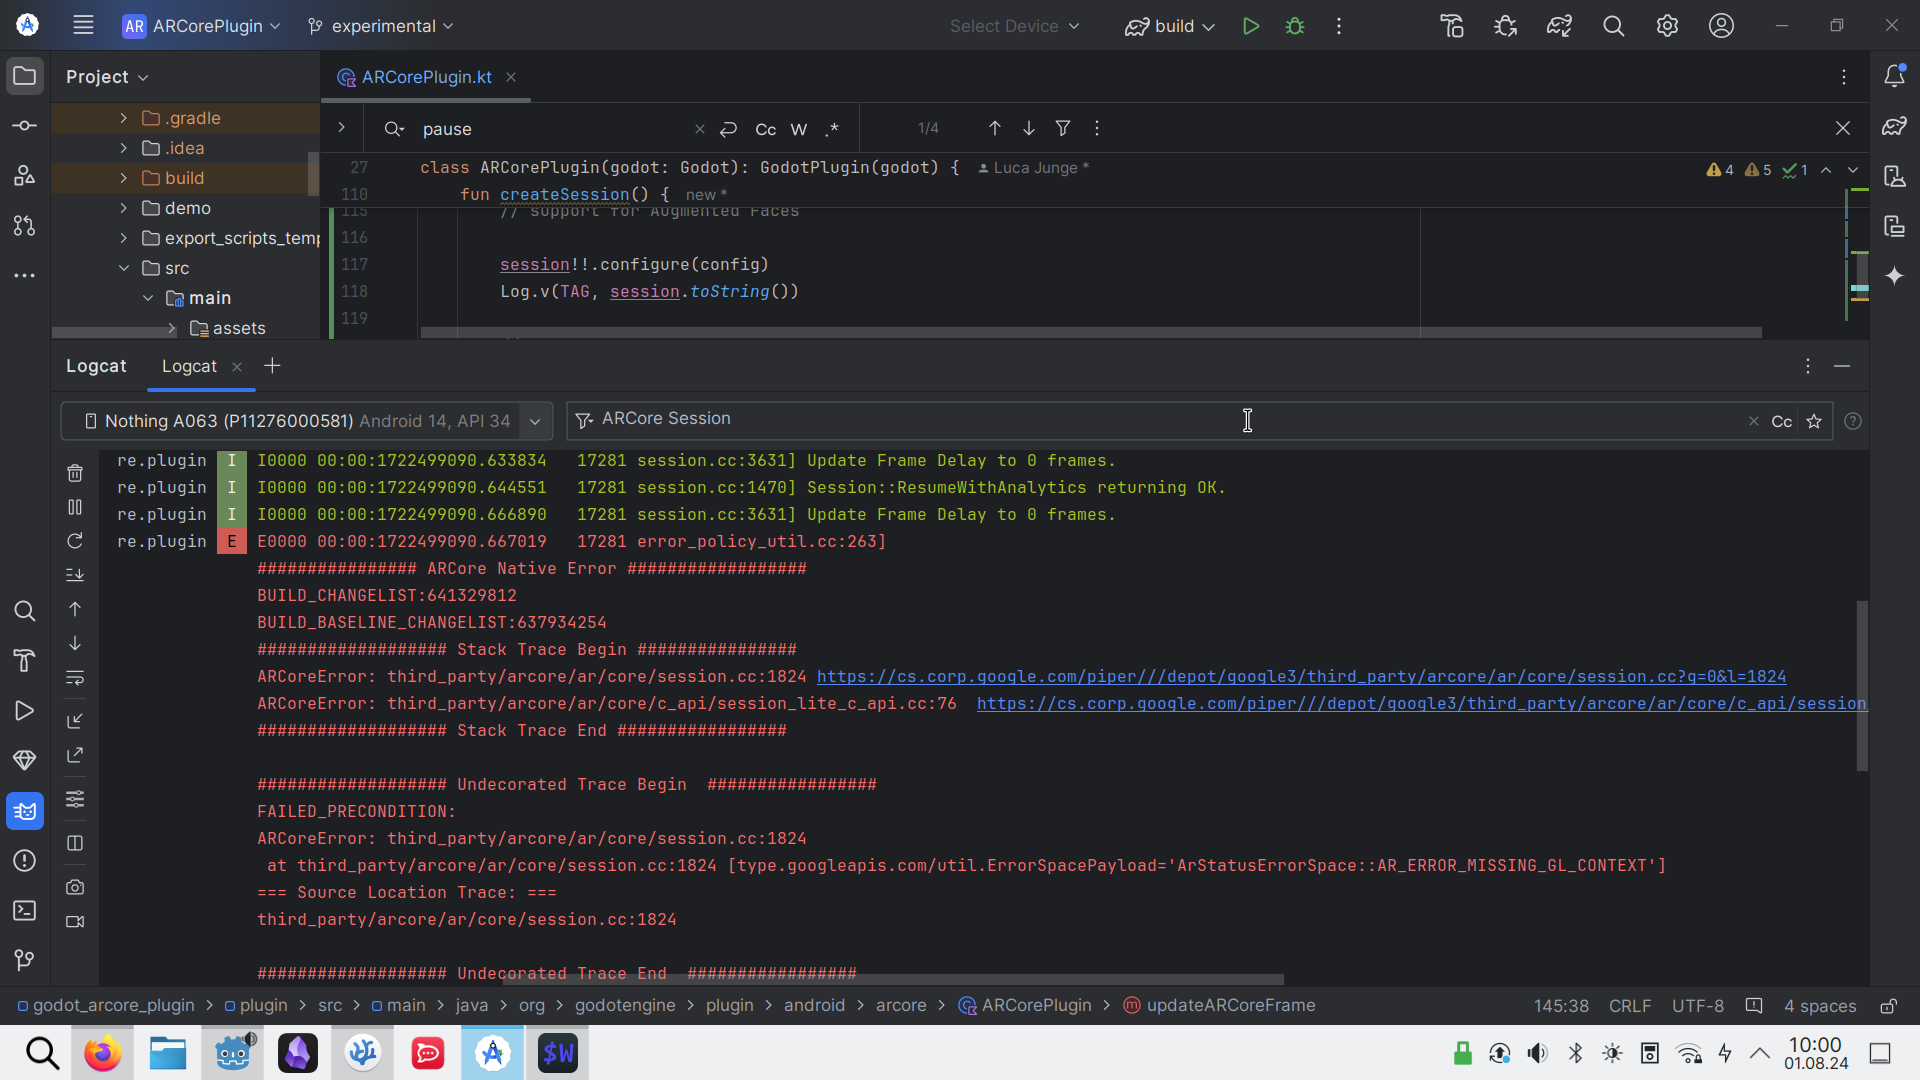 AR ARCorePlugin
experimental
Select Device
build
Project
ARCorePlugin.kt
.gradle
.idea
build
demo
export_scripts_temp
src
main
assets
pause
Cc W .*
1/4
27 class ARCorePlugin(godot: Godot): GodotPlugin(godot) { Luca Junge *
110 fun createSession() { new *
4 5 1
115 // support for Augmented Faces
116
117 session!!.configure(config)
118 Log.v(TAG, session.toString())
119
Logcat
Logcat
Nothing A063 (P11276000581) Android 14, API 34
ARCore Session
Cc
re.plugin I I0000 00:00:1722499090.633834 17281 session.cc:3631] Update Frame Delay to 0 frames.
re.plugin I I0000 00:00:1722499090.644551 17281 session.cc:1470] Session::ResumeWithAnalytics returning OK.
re.plugin I I0000 00:00:1722499090.666890 17281 session.cc:3631] Update Frame Delay to 0 frames.
re.plugin E E0000 00:00:1722499090.667019 17281 error_policy_util.cc:263]
################ ARCore Native Error ##################
BUILD_CHANGELIST:641329812
BUILD_BASELINE_CHANGELIST:637934254
################### Stack Trace Begin ################
ARCoreError: third_party/arcore/ar/core/session.cc:1824 https://cs.corp.google.com/piper///depot/google3/third_party/arcore/ar/core/session.cc?q=0&l=1824
ARCoreError: third_party/arcore/ar/core/c_api/session_lite_c_api.cc:76 https://cs.corp.google.com/piper///depot/google3/third_party/arcore/ar/core/c_api/session
################### Stack Trace End #################
################### Undecorated Trace Begin #################
FAILED_PRECONDITION:
ARCoreError: third_party/arcore/ar/core/session.cc:1824
at third_party/arcore/ar/core/session.cc:1824 [type.googleapis.com/util.ErrorSpacePayload='ArStatusErrorSpace::AR_ERROR_MISSING_GL_CONTEXT']
=== Source Location Trace: ===
third_party/arcore/ar/core/session.cc:1824
################### Undecorated Trace End #################
godot_arcore_plugin > plugin > src > main > java > org > godotengine > plugin > android > arcore > ARCorePlugin > updateARCoreFrame
145:38 CRLF UTF-8 4 spaces
$W
10:00
01.08.24